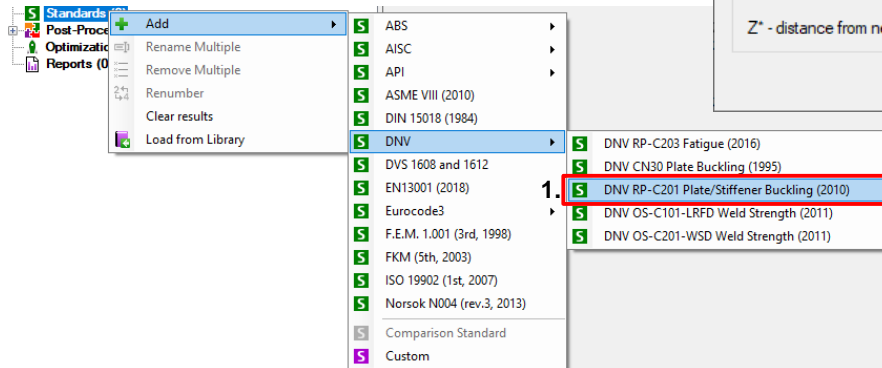 Standards (0)
Post-Proce
Optimizatic
Reports (0
Add
Rename Multiple
Remove Multiple
Renumber
Clear results
Load from Library
ABS
AISC
API
ASME VIII (2010)
DIN 15018 (1984)
DNV
DVS 1608 and 1612
EN13001 (2018)
Eurocode3
F.E.M. 1.001 (3rd, 1998)
FKM (5th, 2003)
ISO 19902 (1st, 2007)
Norsok N004 (rev.3, 2013)
Comparison Standard
Custom
DNV RP-C203 Fatigue (2016)
DNV CN30 Plate Buckling (1995)
1. DNV RP-C201 Plate/Stiffener Buckling (2010)
DNV OS-C101-LRFD Weld Strength (2011)
DNV OS-C201-WSD Weld Strength (2011)
Z* - distance from ne